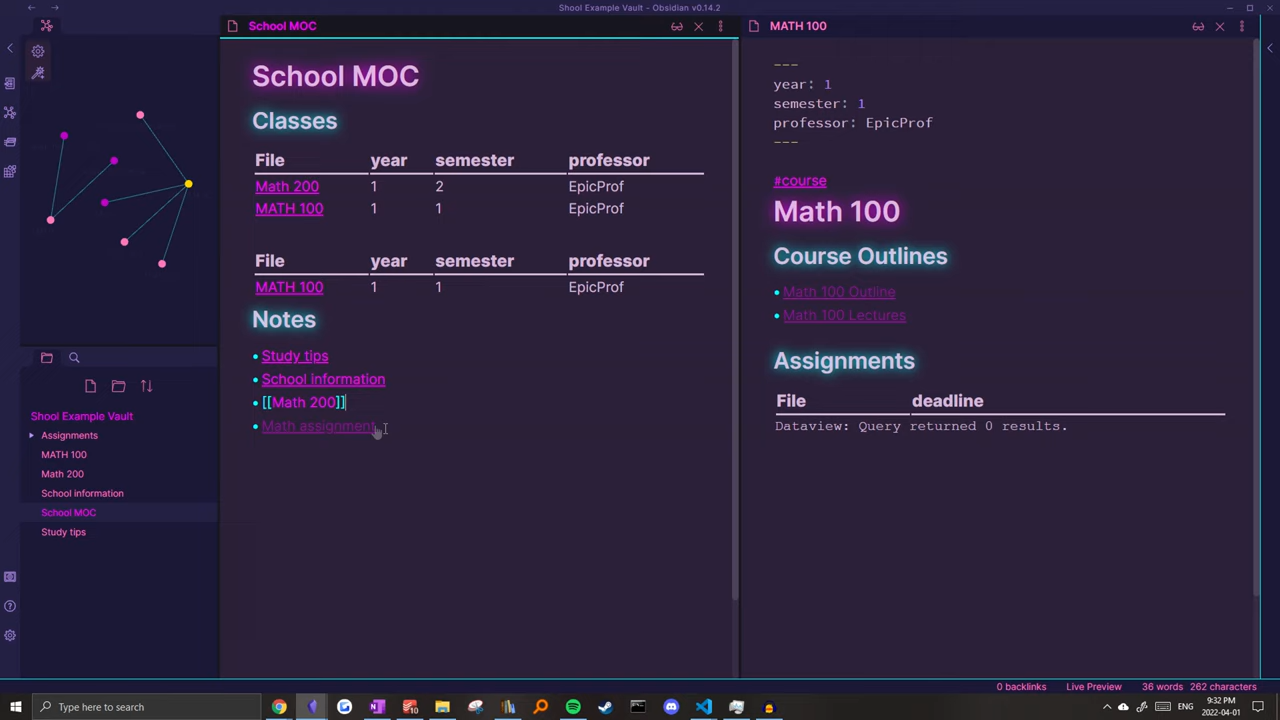 Shool Example Vault - Obsidian v0.14.2
School MOC
School MOC
Classes
File year semester professor
Math 200 1 2 EpicProf
MATH 100 1 1 EpicProf
File year semester professor
MATH 100 1 1 EpicProf
Notes
Study tips
School information
[[Math 200]]
Math assignment
MATH 100
---
year: 1
semester: 1
professor: EpicProf
---
#course
Math 100
Course Outlines
Math 100 Outline
Math 100 Lectures
Assignments
File deadline
Dataview: Query returned 0 results.
Shool Example Vault
Assignments
MATH 100
Math 200
School information
School MOC
Study tips
0 backlinks Live Preview 36 words 262 characters
Type here to search
10
ENG
9:32 PM
2022-04-01